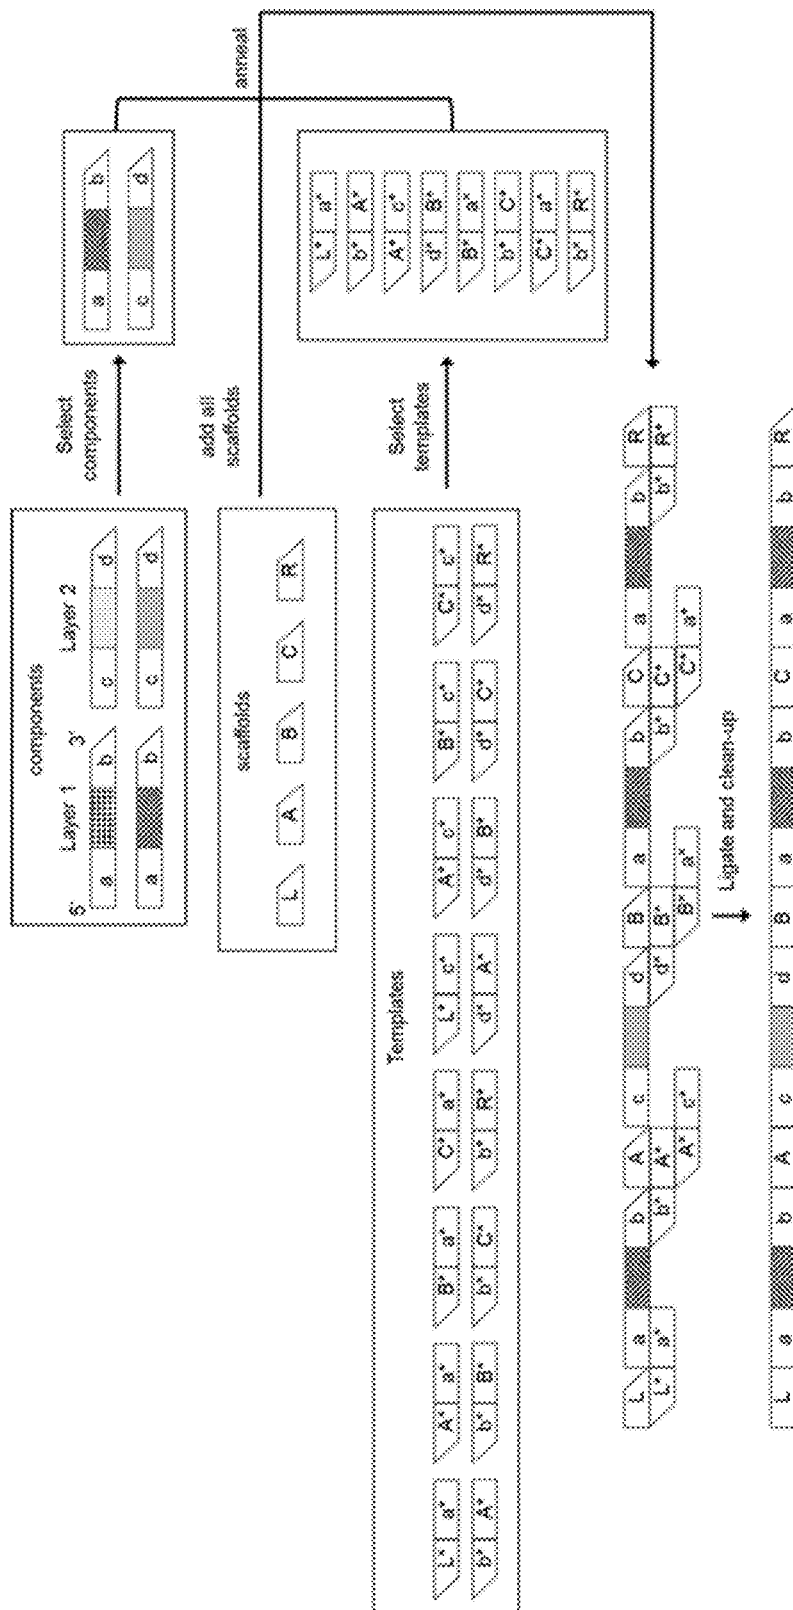 components
Layer 1 Layer 2
5' 3'
a b c d
a b c d
Select components
a b
c d
scaffolds
L A B C R
add all scaffolds
anneal
Templates
L* a* A* a* B* a* C* a* L* c* A* c* B* c* C* c*
b* A* b* B* b* C* b* R* d* A* d* B* d* C* d* R*
Select templates
L* a*
b* A*
A* c*
d* B*
B* a*
b* C*
C* a*
b* R*
L a b A c d B a b C a b R
L* a* b* A* d* B* b* C* b* R*
A* c* B* a* C* a*
Ligate and clean-up
L a b A c d B a b C a b R